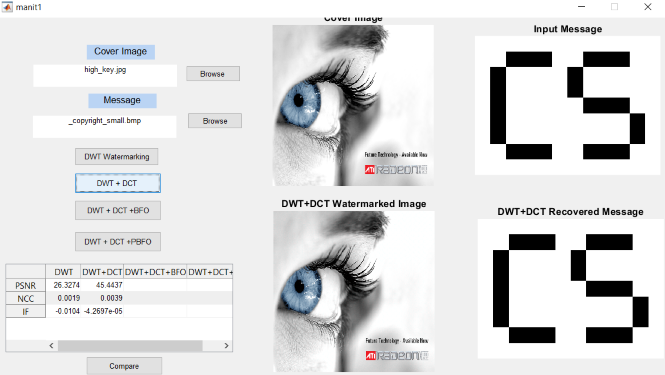 manit1
Cover Image
high_key.jpg
Browse
Message
_copyright_small.bmp
Browse
DWT Watermarking
DWT + DCT
DWT + DCT +BFO
DWT + DCT +PBFO
DWT DWT+DCT DWT+DCT+BFO DWT+DCT+
PSNR 26.3274 45.4437
NCC 0.0019 0.0039
IF -0.0104 -4.2697e-05
Compare
Cover Image
Future Technology - Available Now
ATI RADEON
DWT+DCT Watermarked Image
Future Technology - Available Now
ATI RADEON
Input Message
CS
DWT+DCT Recovered Message
CS